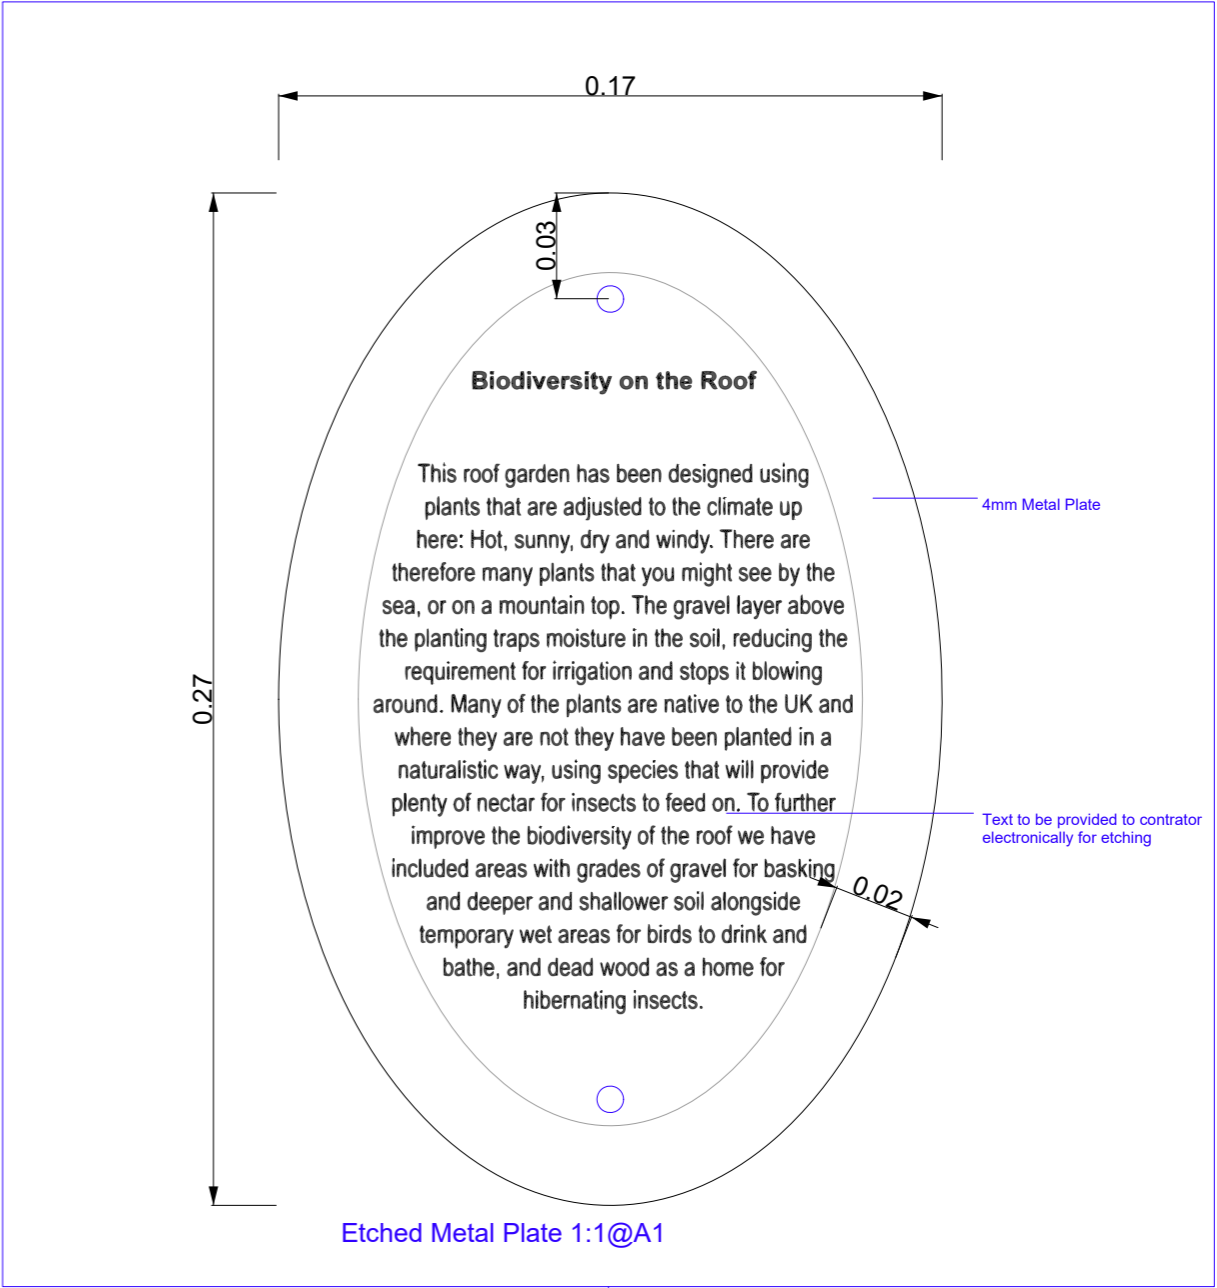 0.17
0.03
0.27
Biodiversity on the Roof
This roof garden has been designed using
plants that are adjusted to the climate up
here: Hot, sunny, dry and windy. There are
therefore many plants that you might see by the
sea, or on a mountain top. The gravel layer above
the planting traps moisture in the soil, reducing the
requirement for irrigation and stops it blowing
around. Many of the plants are native to the UK and
where they are not they have been planted in a
naturalistic way, using species that will provide
plenty of nectar for insects to feed on. To further
improve the biodiversity of the roof we have
included areas with grades of gravel for basking
and deeper and shallower soil alongside
temporary wet areas for birds to drink and
bathe, and dead wood as a home for
hibernating insects.
4mm Metal Plate
Text to be provided to contrator
electronically for etching
0.02
Etched Metal Plate 1:1@A1